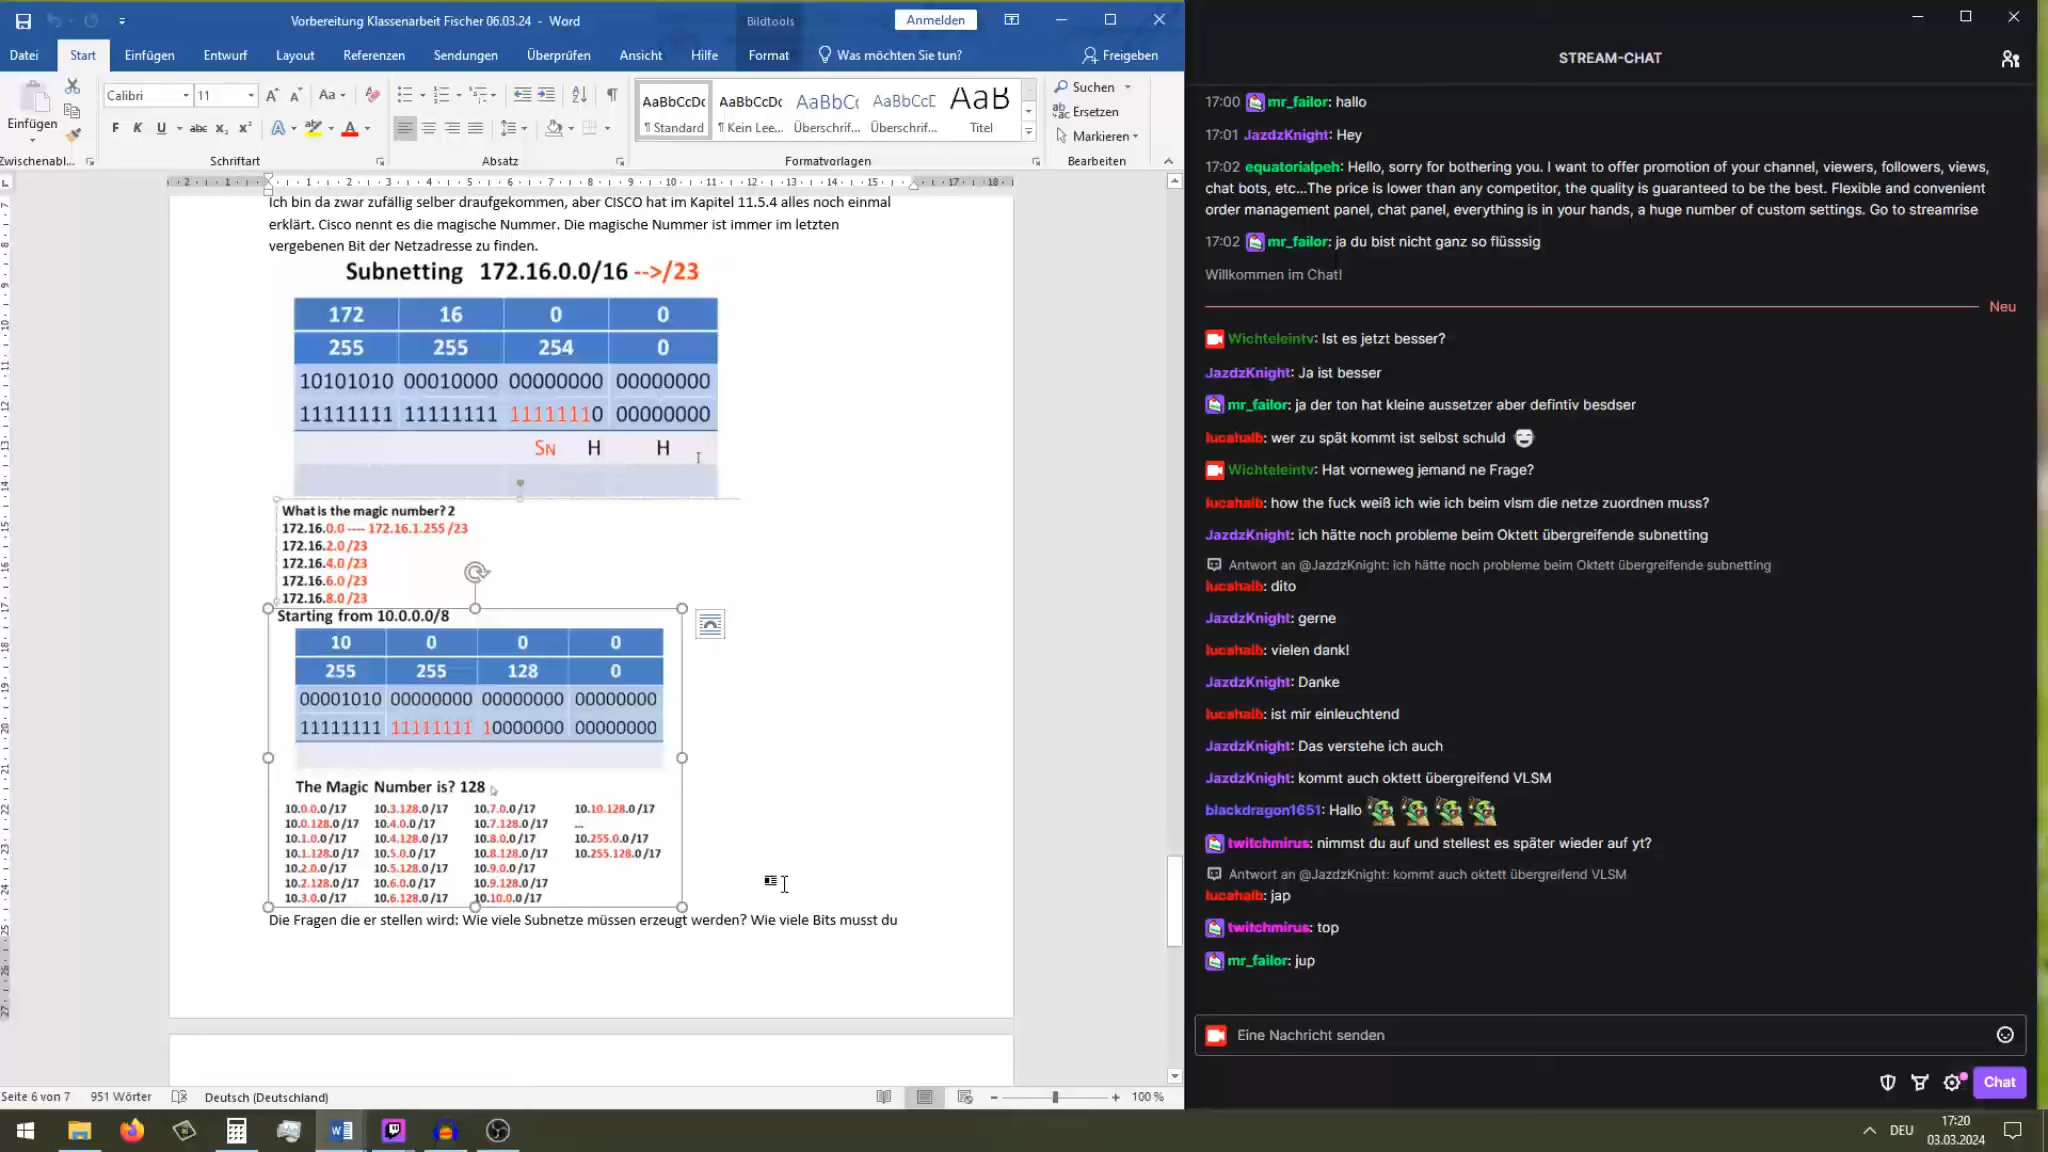 Vorbereitung Klassenarbeit Fischer 06.03.24 - Word
Bildtools
Anmelden
Datei
Start
Einfügen
Entwurf
Layout
Referenzen
Sendungen
Überprüfen
Ansicht
Hilfe
Format
Was möchten Sie tun?
Freigeben
Einfügen
Calibri
11
Aa
F K U abc x₂ x²
AaBbCcDc
AaBbCcDc
AaBbCc
AaBbCcE
AaB
¶ Standard
¶ Kein Lee...
Überschrif...
Überschrif...
Titel
Suchen
Ersetzen
Markieren
Zwischenabl...
Schriftart
Absatz
Formatvorlagen
Bearbeiten
2 1 1 2 3 4 5 6 7 8 9 10 11 12 13 14 15 17 18
Ich bin da zwar zufällig selber draufgekommen, aber CISCO hat im Kapitel 11.5.4 alles noch einmal
erklärt. Cisco nennt es die magische Nummer. Die magische Nummer ist immer im letzten
vergebenen Bit der Netzadresse zu finden.
Subnetting 172.16.0.0/16 -->/23
172 16 0 0
255 255 254 0
10101010 00010000 00000000 00000000
11111111 11111111 11111110 00000000
SN H H
What is the magic number? 2
172.16.0.0 ---- 172.16.1.255 /23
172.16.2.0 /23
172.16.4.0 /23
172.16.6.0 /23
172.16.8.0 /23
Starting from 10.0.0.0/8
10 0 0 0
255 255 128 0
00001010 00000000 00000000 00000000
11111111 11111111 10000000 00000000
The Magic Number is? 128
10.0.0.0 /17 10.3.128.0 /17 10.7.0.0 /17 10.10.128.0 /17
10.0.128.0 /17 10.4.0.0 /17 10.7.128.0 /17 ...
10.1.0.0 /17 10.4.128.0 /17 10.8.0.0 /17 10.255.0.0 /17
10.1.128.0 /17 10.5.0.0 /17 10.8.128.0 /17 10.255.128.0 /17
10.2.0.0 /17 10.5.128.0 /17 10.9.0.0 /17
10.2.128.0 /17 10.6.0.0 /17 10.9.128.0 /17
10.3.0.0 /17 10.6.128.0 /17 10.10.0.0 /17
Die Fragen die er stellen wird: Wie viele Subnetze müssen erzeugt werden? Wie viele Bits musst du
Seite 6 von 7
951 Wörter
Deutsch (Deutschland)
100 %
STREAM-CHAT
17:00 mr_failor: hallo
17:01 JazdzKnight: Hey
17:02 equatorialpeh: Hello, sorry for bothering you. I want to offer promotion of your channel, viewers, followers, views,
chat bots, etc...The price is lower than any competitor, the quality is guaranteed to be the best. Flexible and convenient
order management panel, chat panel, everything is in your hands, a huge number of custom settings. Go to streamrise
17:02 mr_failor: ja du bist nicht ganz so flüsssig
Willkommen im Chat!
Neu
Wichteleintv: Ist es jetzt besser?
JazdzKnight: Ja ist besser
mr_failor: ja der ton hat kleine aussetzer aber defintiv besdser
lucahalb: wer zu spät kommt ist selbst schuld
Wichteleintv: Hat vorneweg jemand ne Frage?
lucahalb: how the fuck weiß ich wie ich beim vlsm die netze zuordnen muss?
JazdzKnight: ich hätte noch probleme beim Oktett übergreifende subnetting
Antwort an @JazdzKnight: ich hätte noch probleme beim Oktett übergreifende subnetting
lucahalb: dito
JazdzKnight: gerne
lucahalb: vielen dank!
JazdzKnight: Danke
lucahalb: ist mir einleuchtend
JazdzKnight: Das verstehe ich auch
JazdzKnight: kommt auch oktett übergreifend VLSM
blackdragon1651: Hallo
twitchmirus: nimmst du auf und stellest es später wieder auf yt?
Antwort an @JazdzKnight: kommt auch oktett übergreifend VLSM
lucahalb: jap
twitchmirus: top
mr_failor: jup
Eine Nachricht senden
Chat
DEU
17:20
03.03.2024